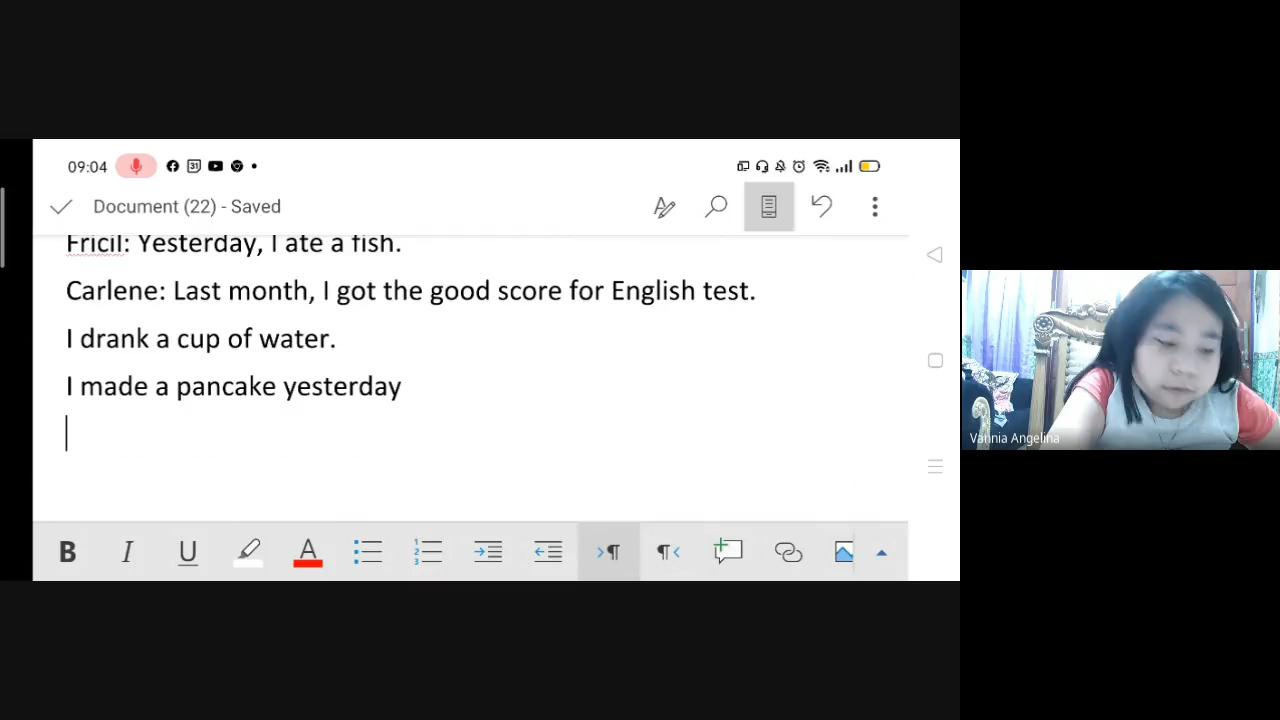 09:04
31
Document (22) - Saved
Fricil: Yesterday, I ate a fish.
Carlene: Last month, I got the good score for English test.
I drank a cup of water.
I made a pancake yesterday
Vannia Angelina
B I U A